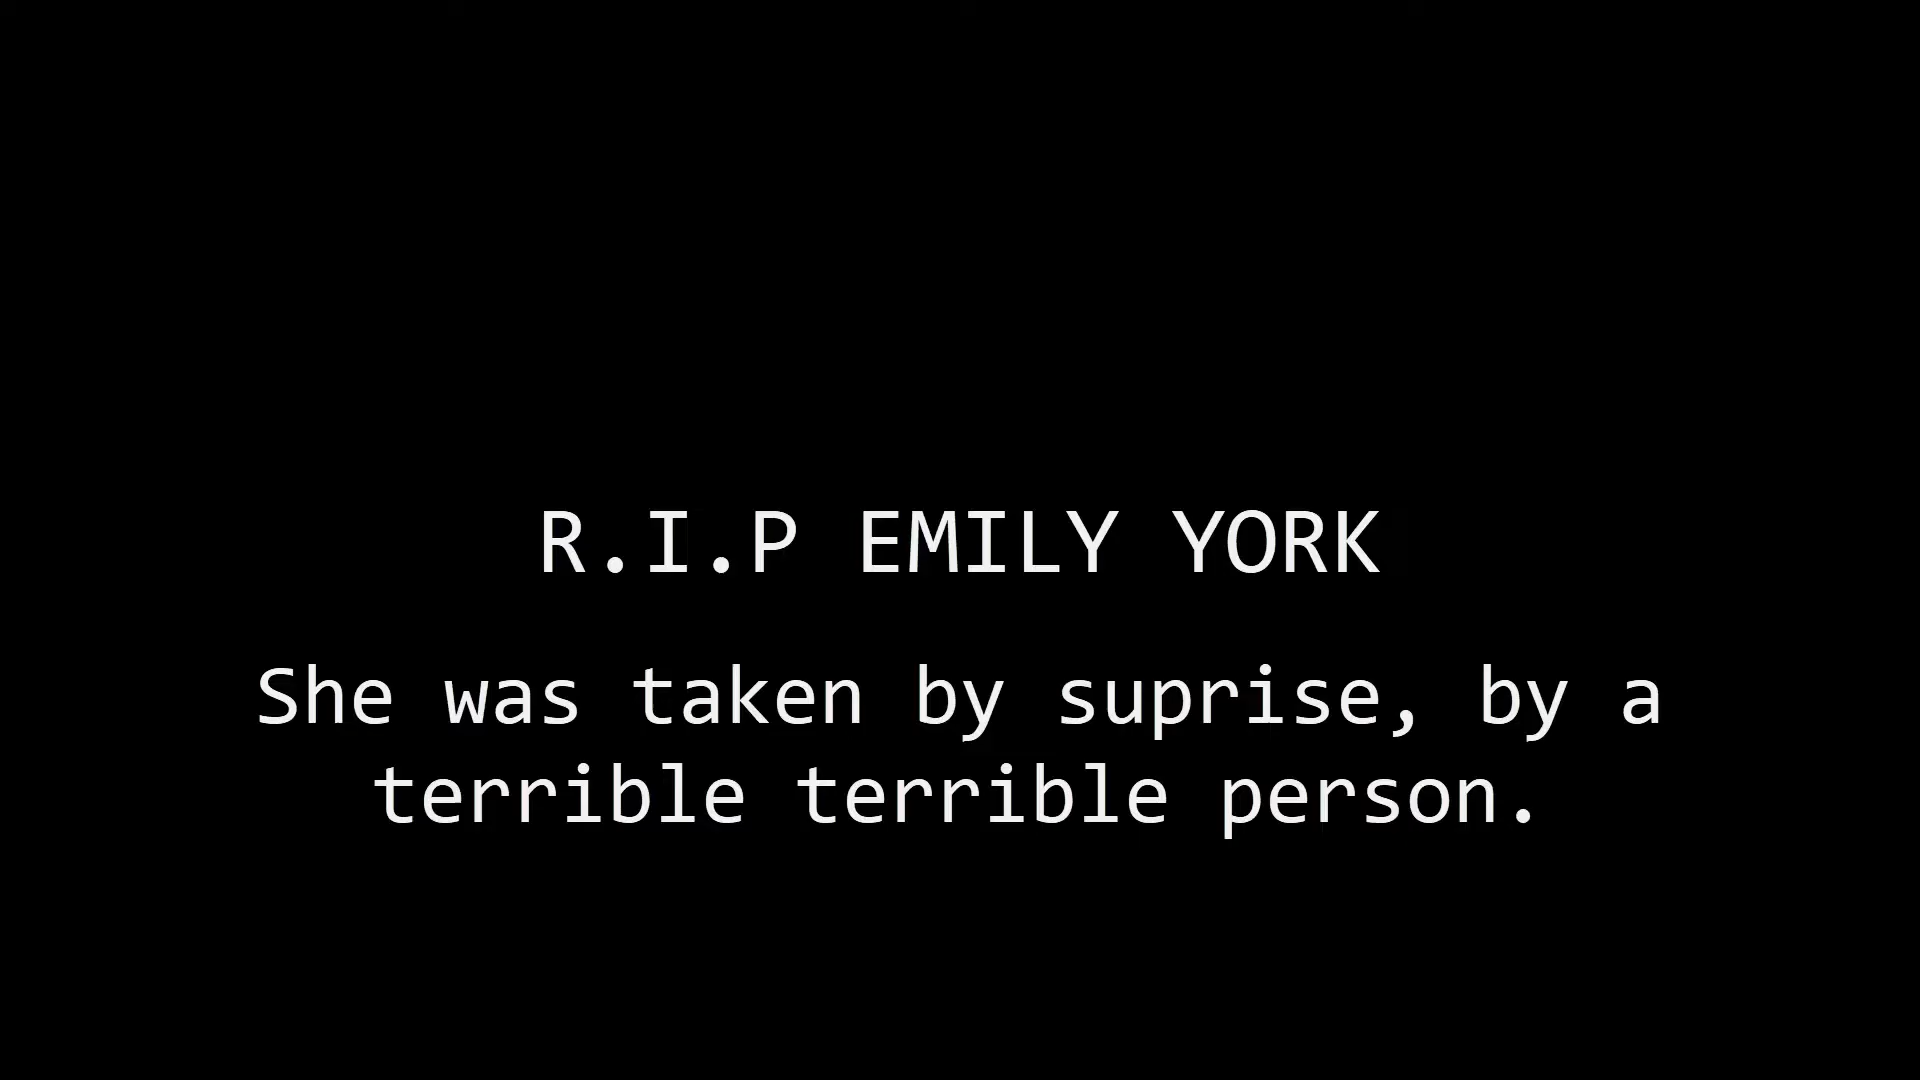 R.I.P EMILY YORK
She was taken by suprise, by a
terrible terrible person.